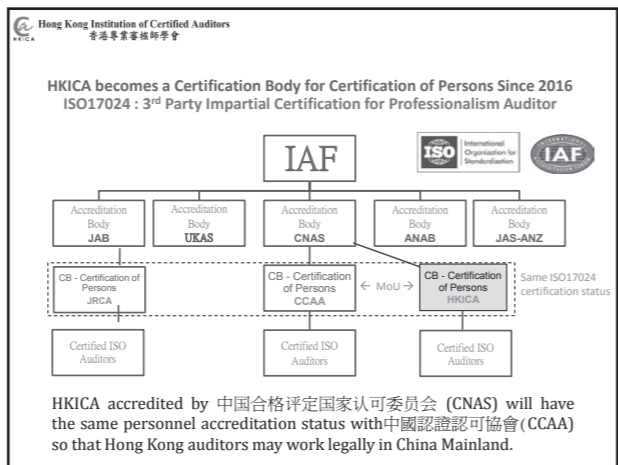 Hong Kong Institution of Certified Auditors
HKICA 香港專業審核師學會
HKICA becomes a Certification Body for Certification of Persons Since 2016
ISO17024 : 3rd Party Impartial Certification for Professionalism Auditor
IAF
ISO
International
Organization for
Standardization
IAF
Accreditation
Body
JAB
Accreditation
Body
UKAS
Accreditation
Body
CNAS
Accreditation
Body
ANAB
Accreditation
Body
JAS-ANZ
CB - Certification of
Persons
JRCA
CB - Certification
of Persons
CCAA
← MoU →
CB - Certification
of Persons
HKICA
Same ISO17024
certification status
Certified ISO
Auditors
Certified ISO
Auditors
Certified ISO
Auditors
HKICA accredited by 中国合格评定国家认可委员会 (CNAS) will have
the same personnel accreditation status with中國認證認可協會(CCAA)
so that Hong Kong auditors may work legally in China Mainland.